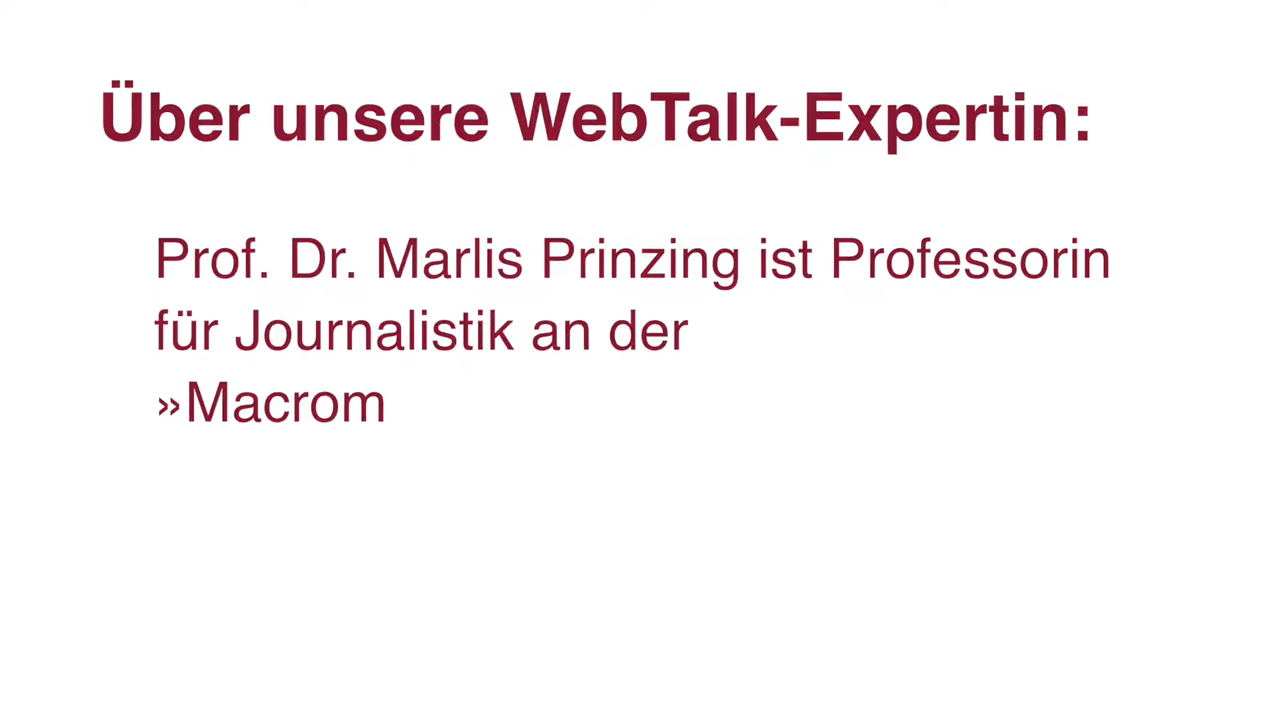 Über unsere WebTalk-Expertin:
Prof. Dr. Marlis Prinzing ist Professorin
für Journalistik an der
»Macrom